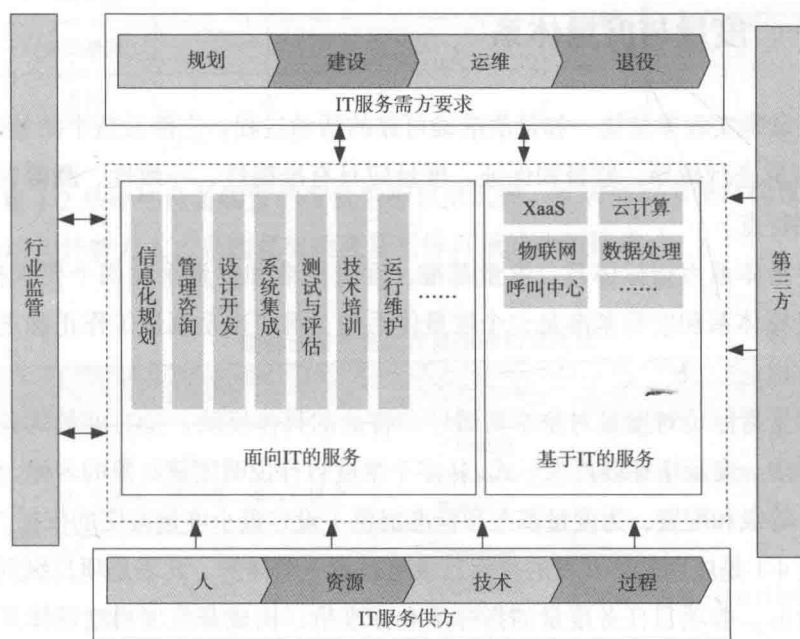 规划 建设 运维 退役
IT服务需方要求
行业监管
信息化规划
管理咨询
设计开发
系统集成
测试与评估
技术培训
运行维护
……
面向IT的服务
XaaS 云计算
物联网 数据处理
呼叫中心 ……
基于IT的服务
第三方
人 资源 技术 过程
IT服务供方